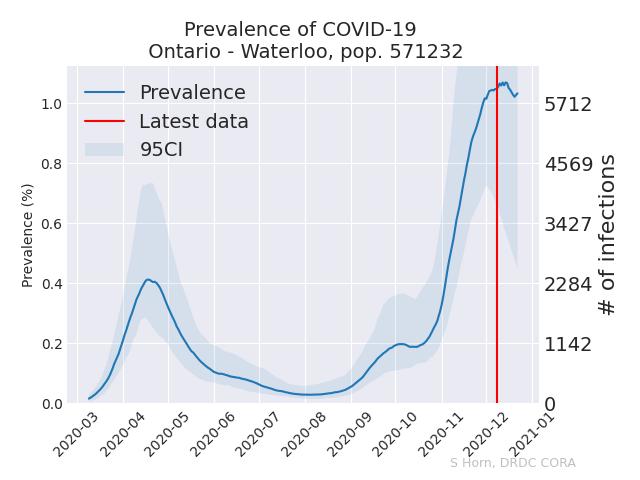 Prevalence of COVID-19
Ontario - Waterloo, pop. 571232
Prevalence
Latest data
95CI
Prevalence (%)
1.0
0.8
0.6
0.4
0.2
0.0
5712
4569
3427
2284
1142
0
# of infections
2020-03
2020-04
2020-05
2020-06
2020-07
2020-08
2020-09
2020-10
2020-11
2020-12
2021-01
S Horn, DRDC CORA